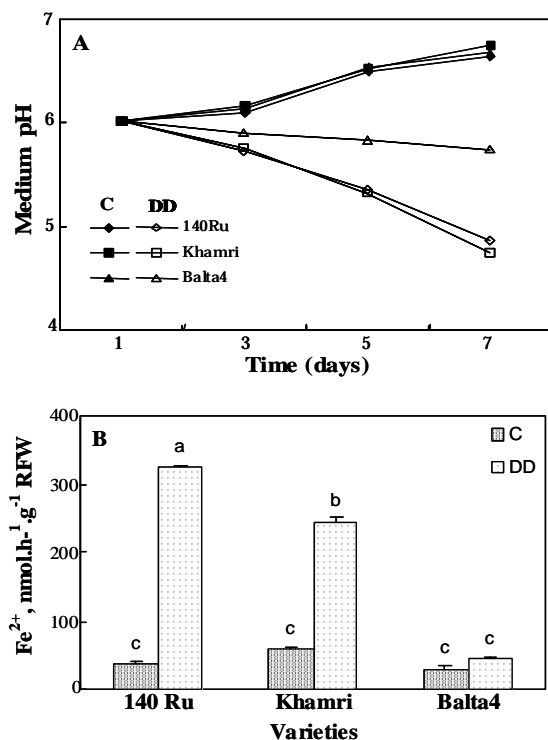 A
7
6
5
4
Medium pH
C DD
140Ru
Khamri
Balta4
1 3 5 7
Time (days)
B
400
300
200
100
0
Fe2+, nmol.h-1.g-1 RFW
C
DD
a
b
c c c c
140 Ru Khamri Balta4
Varieties